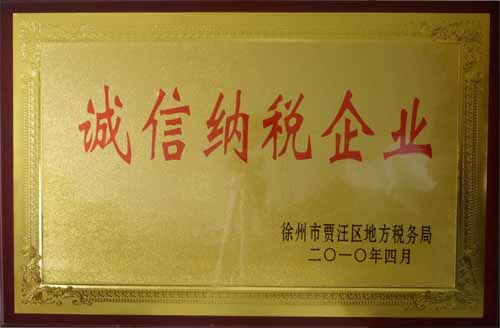 诚信纳税企业
徐州市贾汪区地方税务局
二〇一〇年四月